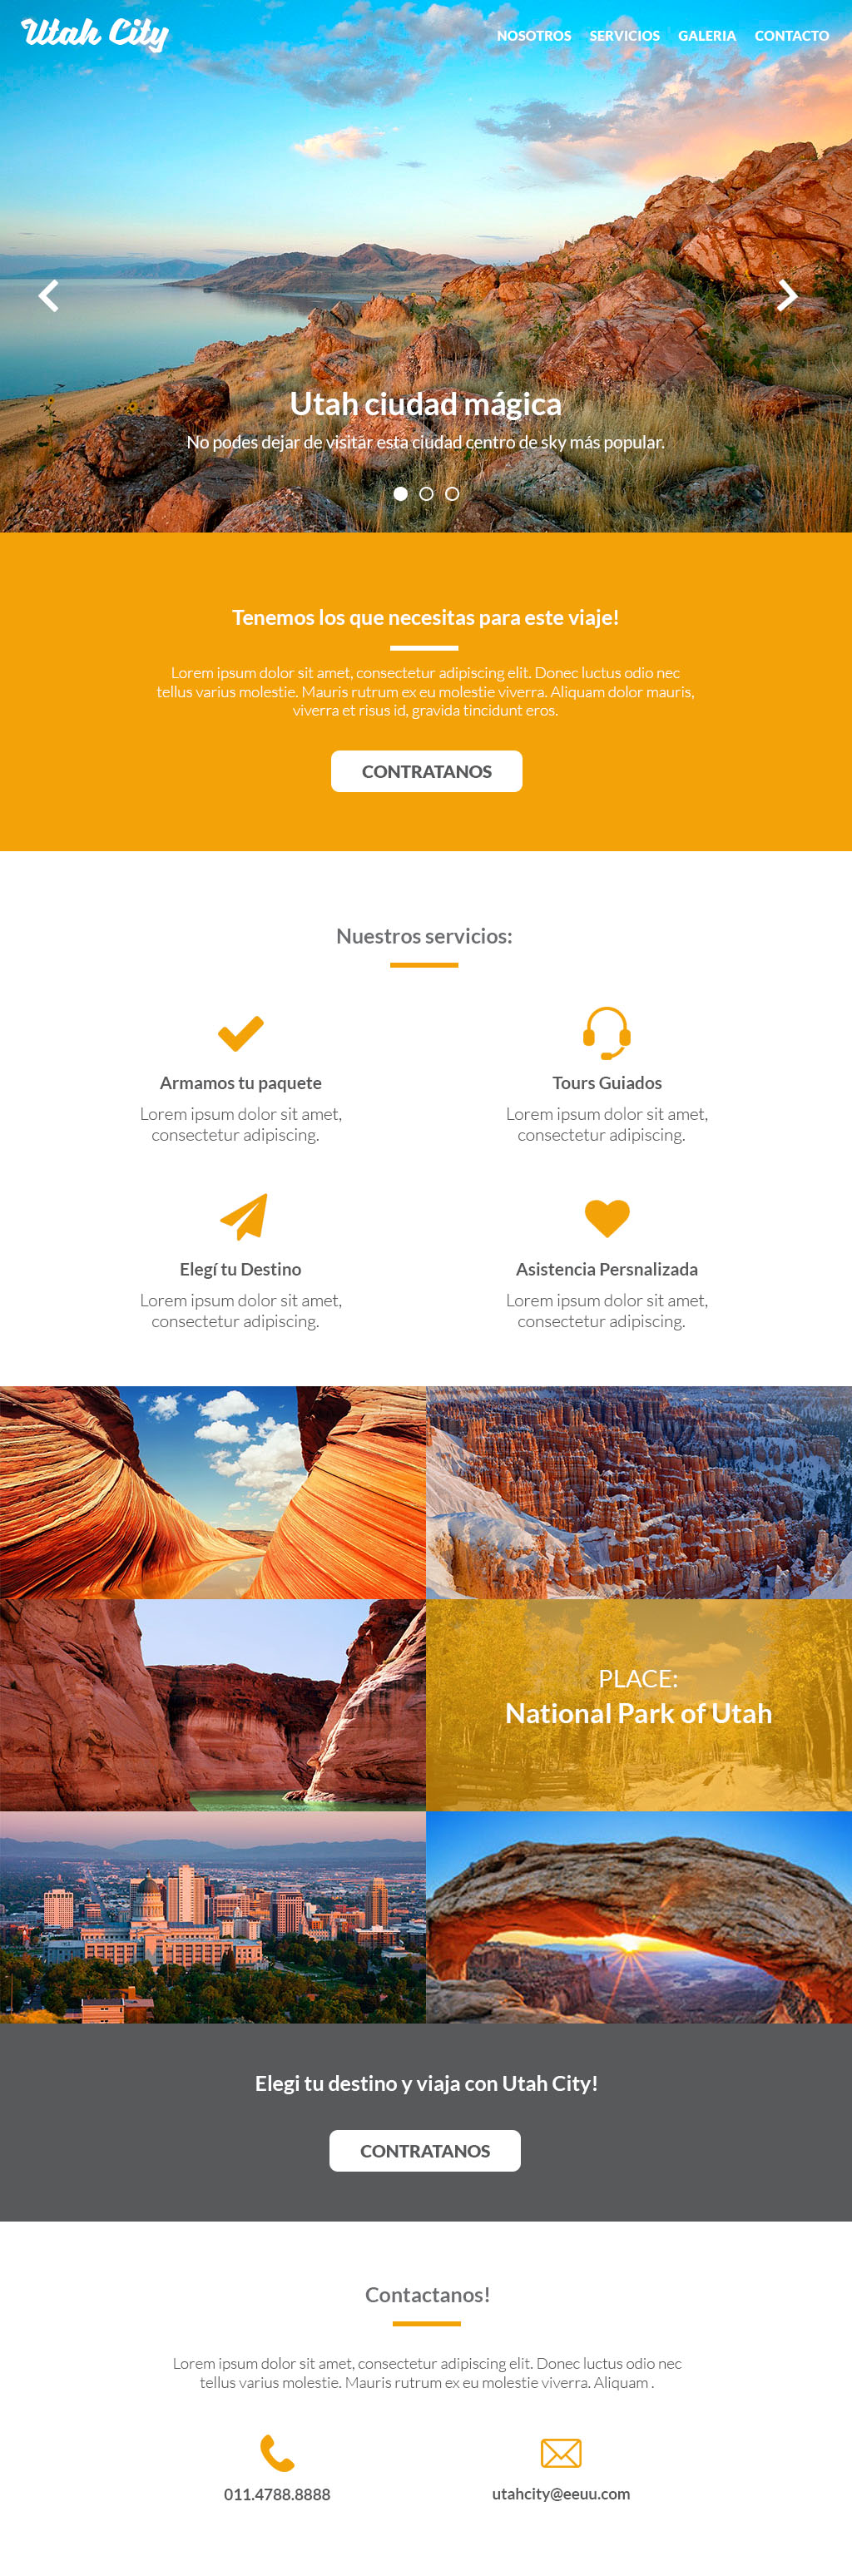 Utah City
NOSOTROS SERVICIOS GALERIA CONTACTO
Utah ciudad mágica
No podes dejar de visitar esta ciudad centro de sky más popular.
Tenemos los que necesitas para este viaje!
Lorem ipsum dolor sit amet, consectetur adipiscing elit. Donec luctus odio nec
tellus varius molestie. Mauris rutrum ex eu molestie viverra. Aliquam dolor mauris,
viverra et risus id, gravida tincidunt eros.
CONTRATANOS
Nuestros servicios:
Armamos tu paquete
Lorem ipsum dolor sit amet,
consectetur adipiscing.
Tours Guiados
Lorem ipsum dolor sit amet,
consectetur adipiscing.
Elegí tu Destino
Lorem ipsum dolor sit amet,
consectetur adipiscing.
Asistencia Persnalizada
Lorem ipsum dolor sit amet,
consectetur adipiscing.
PLACE:
National Park of Utah
Elegi tu destino y viaja con Utah City!
CONTRATANOS
Contactanos!
Lorem ipsum dolor sit amet, consectetur adipiscing elit. Donec luctus odio nec
tellus varius molestie. Mauris rutrum ex eu molestie viverra. Aliquam .
011.4788.8888
utahcity@eeuu.com